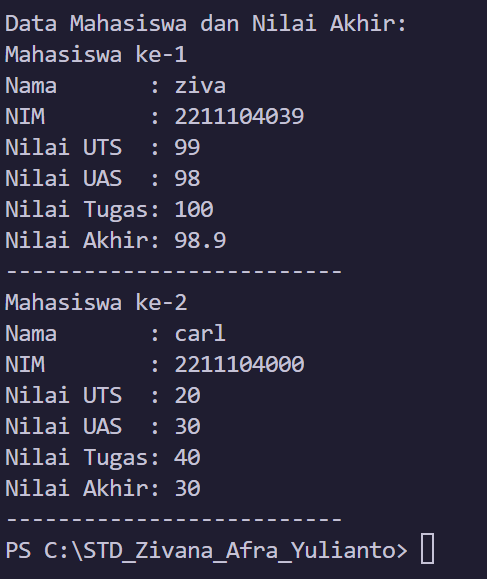 Data Mahasiswa dan Nilai Akhir:
Mahasiswa ke-1
Nama       : ziva
NIM        : 2211104039
Nilai UTS  : 99
Nilai UAS  : 98
Nilai Tugas: 100
Nilai Akhir: 98.9
--------------------------
Mahasiswa ke-2
Nama       : carl
NIM        : 2211104000
Nilai UTS  : 20
Nilai UAS  : 30
Nilai Tugas: 40
Nilai Akhir: 30
--------------------------
PS C:\STD_Zivana_Afra_Yulianto>